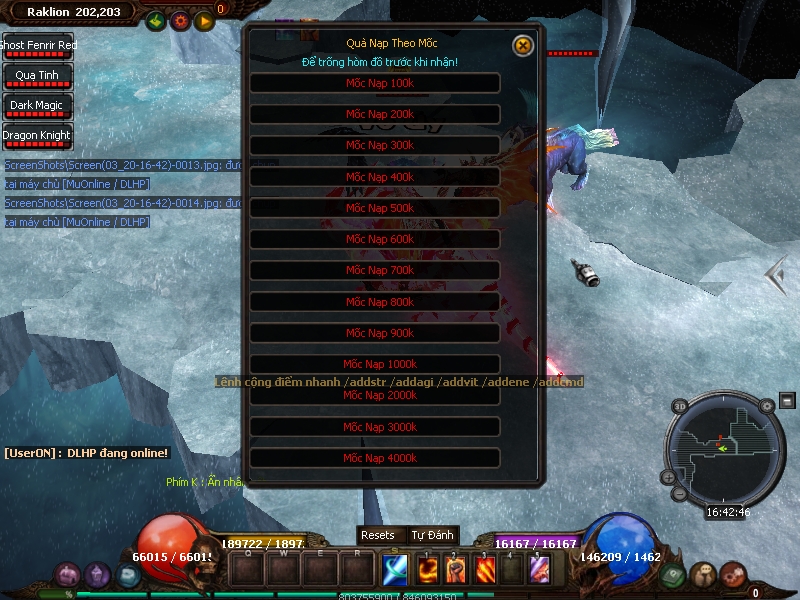 Raklion 202,203
0
Ghost Fenrir Red
Qua Tinh
Dark Magic
Dragon Knight
ScreenShots\Screen(03_20-16-42)-0013.jpg: đượ
tại máy chủ [MuOnline / DLHP]
ScreenShots\Screen(03_20-16-42)-0014.jpg: đượ
tại máy chủ [MuOnline / DLHP]
Quà Nạp Theo Mốc
Để trống hòm đồ trước khi nhận!
Mốc Nạp 100k
Mốc Nạp 200k
Mốc Nạp 300k
Mốc Nạp 400k
Mốc Nạp 500k
Mốc Nạp 600k
Mốc Nạp 700k
Mốc Nạp 800k
Mốc Nạp 900k
Mốc Nạp 1000k
Lệnh cộng điểm nhanh /addstr /addagi /addvit /addene /addcmd
Mốc Nạp 2000k
Mốc Nạp 3000k
Mốc Nạp 4000k
[UserON] : DLHP đang online!
Phím K : Ẩn nhâ
3D
16:42:46
Resets
Tự Đánh
189722 / 1897
16167 / 16167
66015 / 66015
146209 / 1462
Q W E R
1 2 3 4 5
%
803755900 / 846093150
0